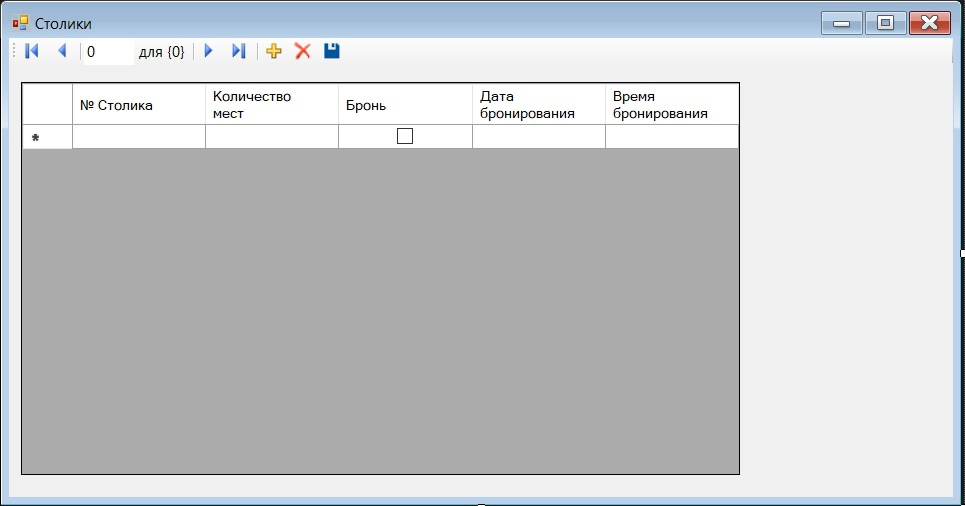 Столики
0 для {0}
№ Столика
Количество
мест
Бронь
Дата
бронирования
Время
бронирования
*